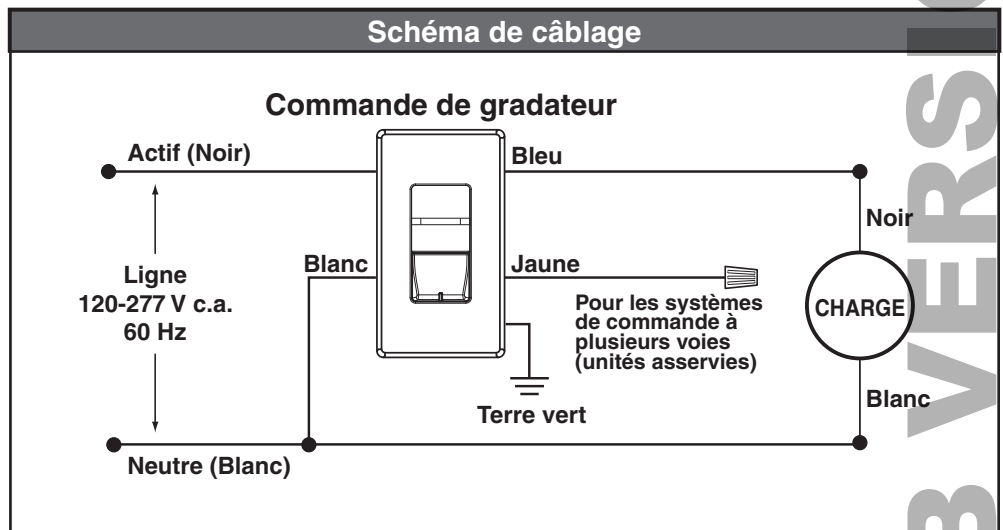 Schéma de câblage
Commande de gradateur
Actif (Noir)
Bleu
Noir
Ligne
120-277 V c.a.
60 Hz
Blanc
Jaune
Pour les systèmes
de commande à
plusieurs voies
(unités asservies)
CHARGE
Terre vert
Blanc
Neutre (Blanc)
B VERSI